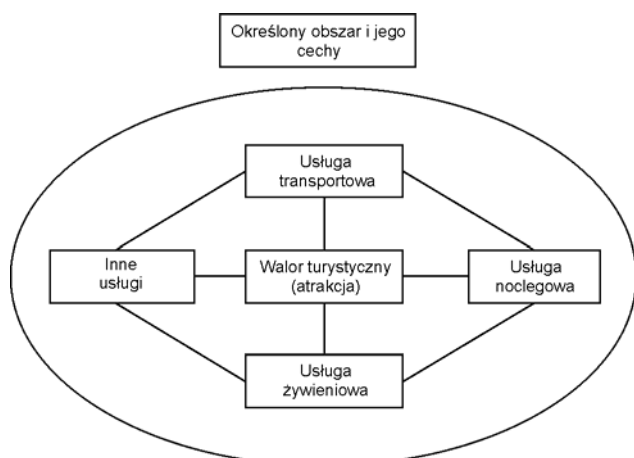 Określony obszar i jego
cechy
Usługa
transportowa
Inne
usługi
Walor turystyczny
(atrakcja)
Usługa
noclegowa
Usługa
żywieniowa